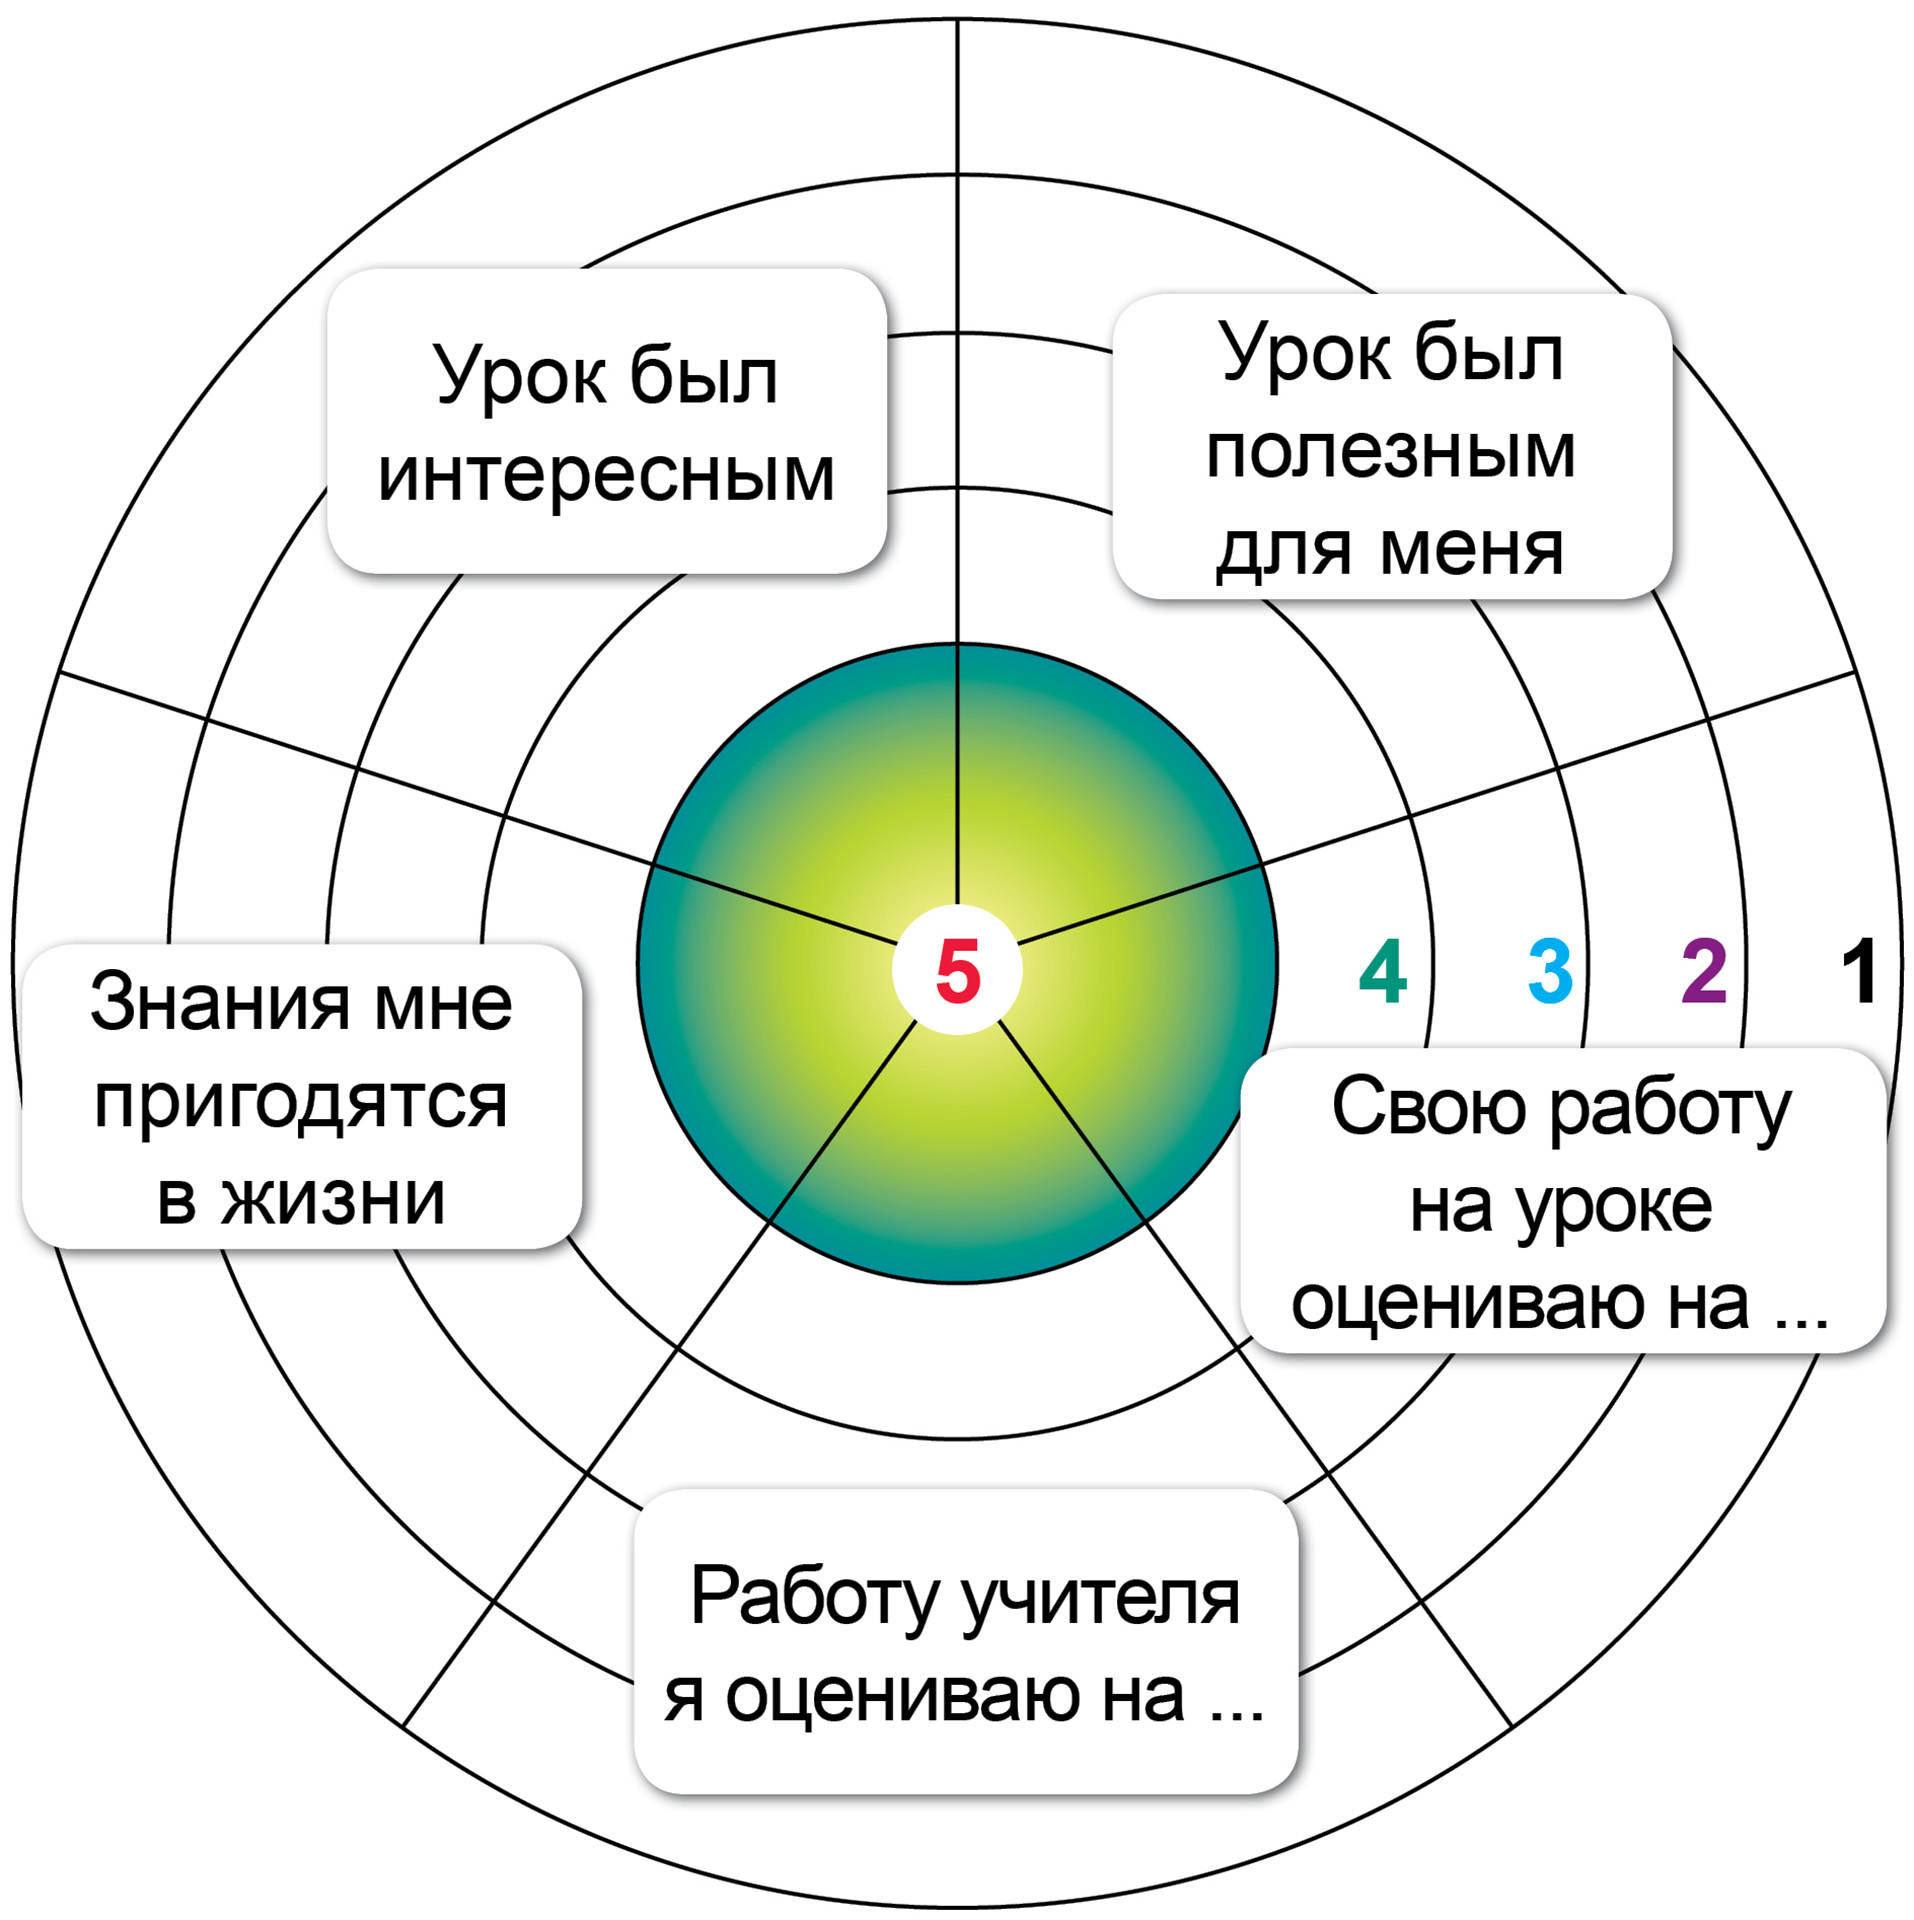 Урок был
интересным
Урок был
полезным
для меня
5
4
3
2
1
Знания мне
пригодятся
в жизни
Свою работу
на уроке
оцениваю на ...
Работу учителя
я оцениваю на ...